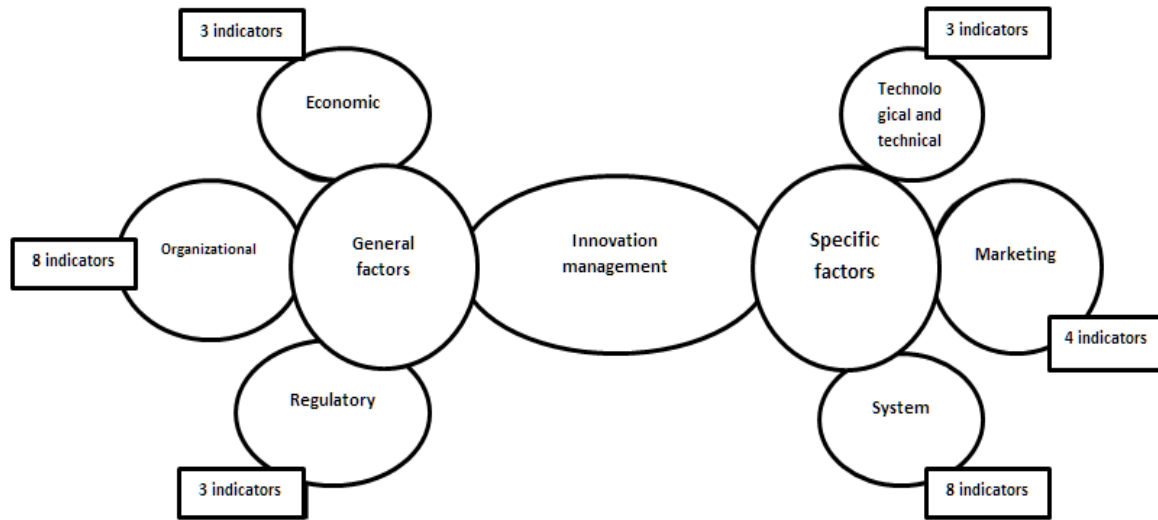 3 indicators
3 indicators
Economic
Technolo
gical and
technical
8 indicators
Organizational
General
factors
Innovation
management
Specific
factors
Marketing
4 indicators
Regulatory
System
3 indicators
8 indicators